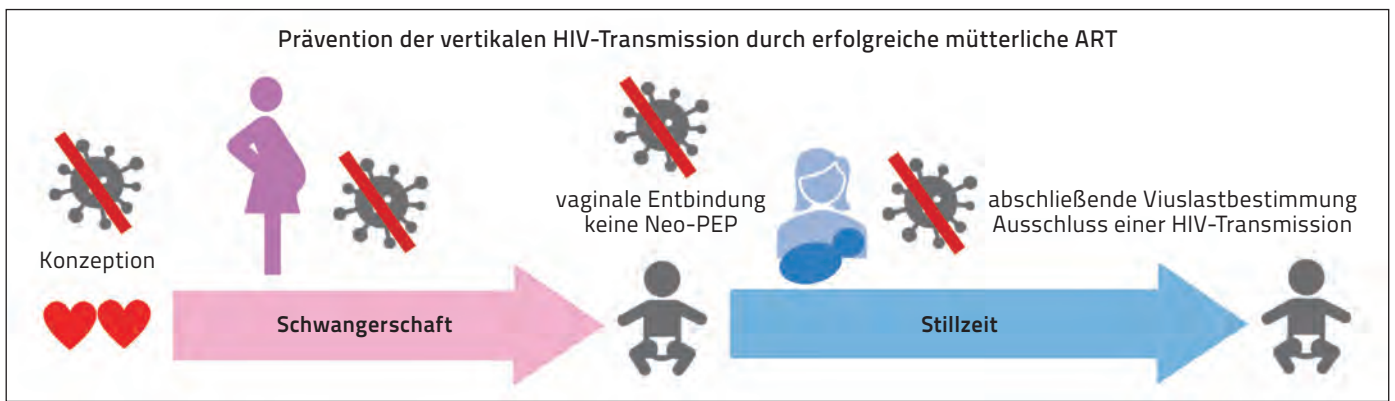 Prävention der vertikalen HIV-Transmission durch erfolgreiche mütterliche ART
Konzeption
Schwangerschaft
vaginale Entbindung
keine Neo-PEP
Stillzeit
abschließende Viuslastbestimmung
Ausschluss einer HIV-Transmission